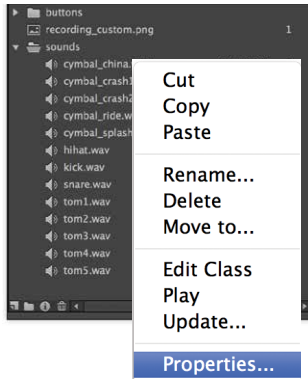 buttons
recording_custom.png 1
sounds
cymbal_china.
cymbal_crash1
cymbal_crash2
cymbal_ride.w
cymbal_splash
hihat.wav
kick.wav
snare.wav
tom1.wav
tom2.wav
tom3.wav
tom4.wav
tom5.wav
Cut
Copy
Paste
Rename...
Delete
Move to...
Edit Class
Play
Update...
Properties...